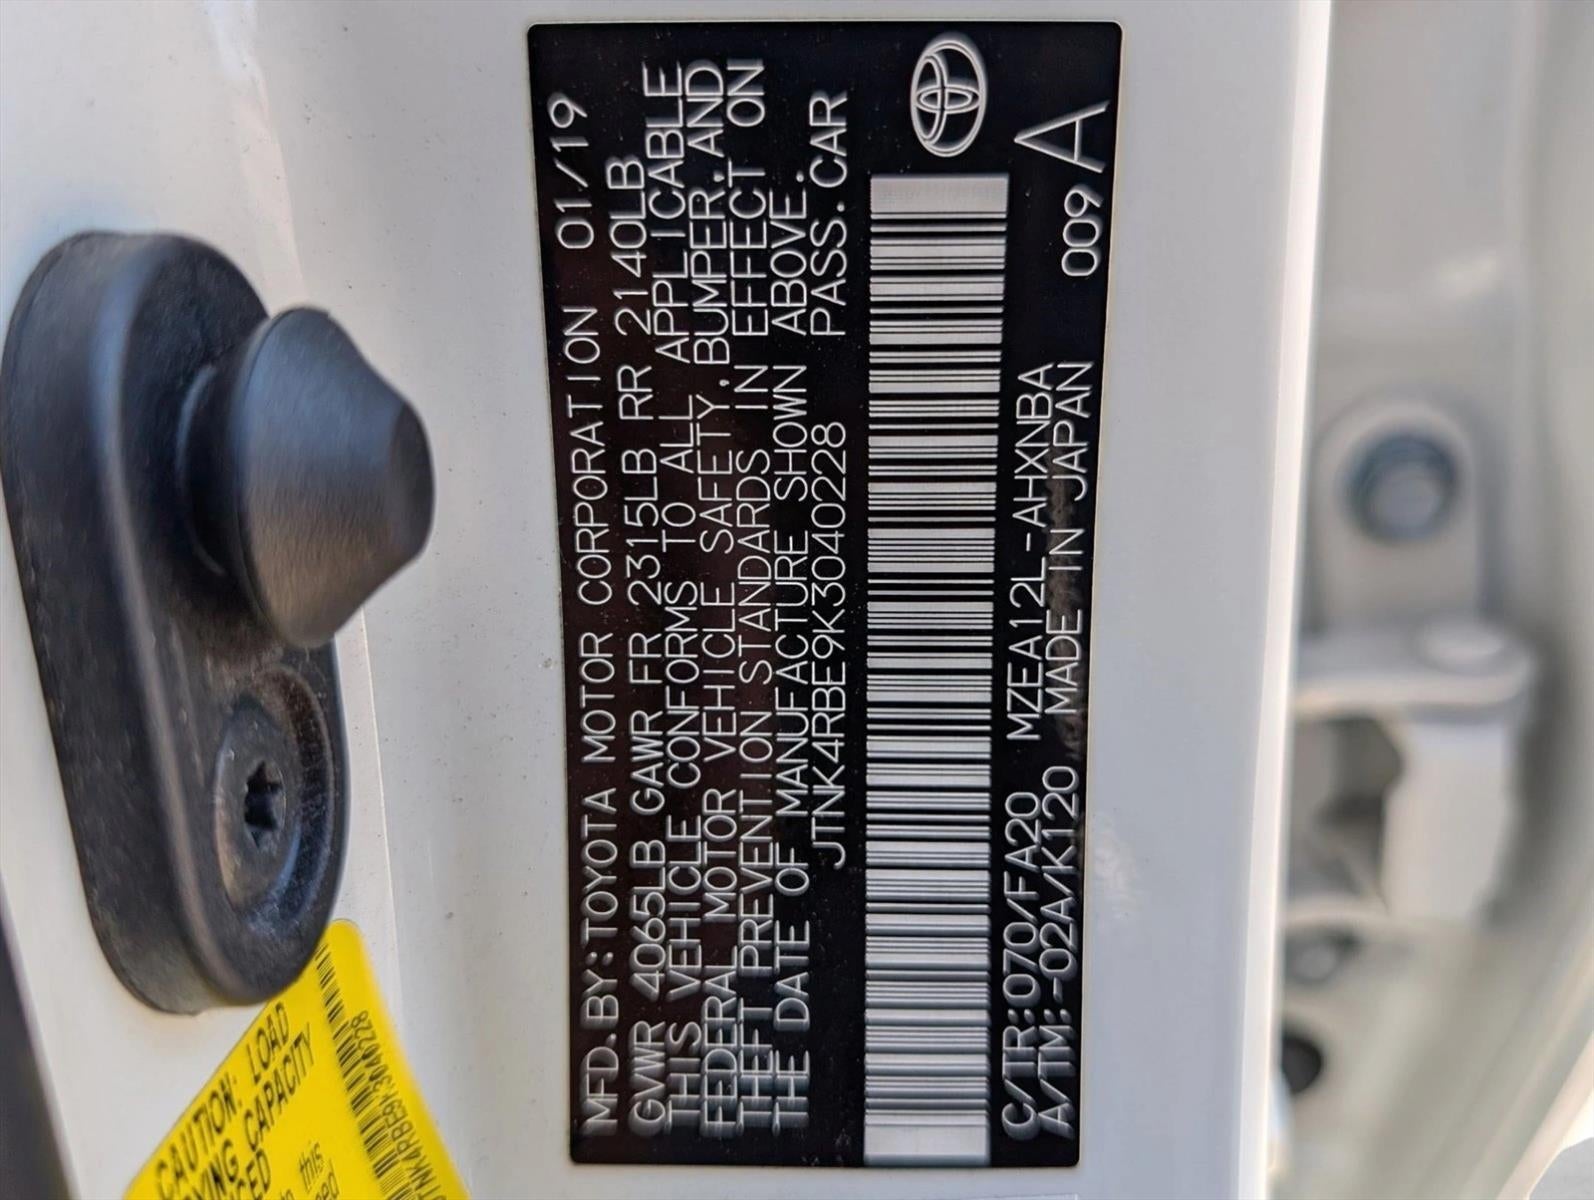 MFD.BY:TOYOTA MOTOR CORPORATION 01/19
GVWR 4065LB GAWR FR 2315LB RR 2140LB
THIS VEHICLE CONFORMS TO ALL APPLICABLE
FEDERAL MOTOR VEHICLE SAFETY,BUMPER,AND
THEFT PREVENTION STANDARDS IN EFFECT ON
THE DATE OF MANUFACTURE SHOWN ABOVE.
JTNK4RBE9K3040228 PASS.CAR
C/TR:070/FA20 MZEA12L-AHXNBA 009
A/TM:-02A/K120 MADE IN JAPAN A
CAUTION: LOAD
CAPACITY
this
JTNK4RBE9K3040228